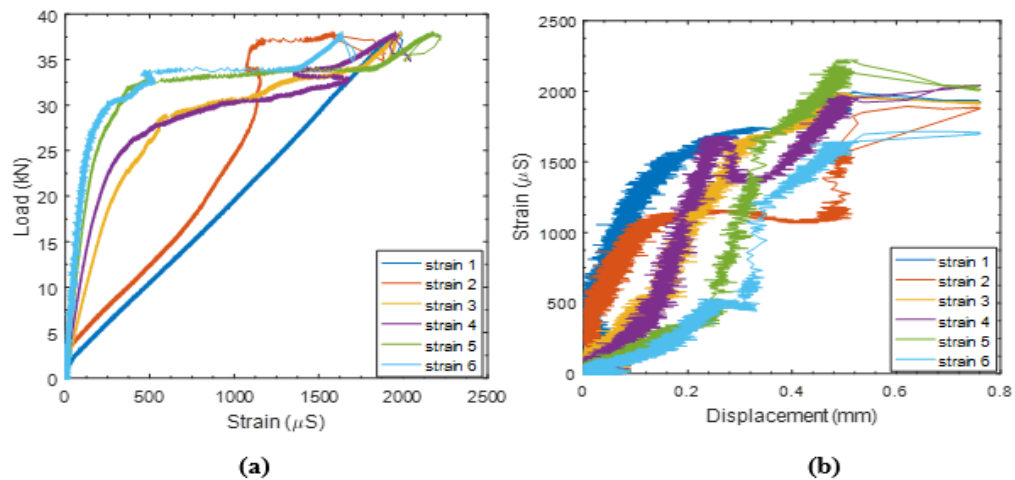 40
35
30
25
20
15
10
5
0
Load (kN)
0 500 1000 1500 2000 2500
Strain (μS)
strain 1
strain 2
strain 3
strain 4
strain 5
strain 6
(a)
2500
2000
1500
1000
500
0
Strain (μS)
0 0.2 0.4 0.6 0.8
Displacement (mm)
strain 1
strain 2
strain 3
strain 4
strain 5
strain 6
(b)